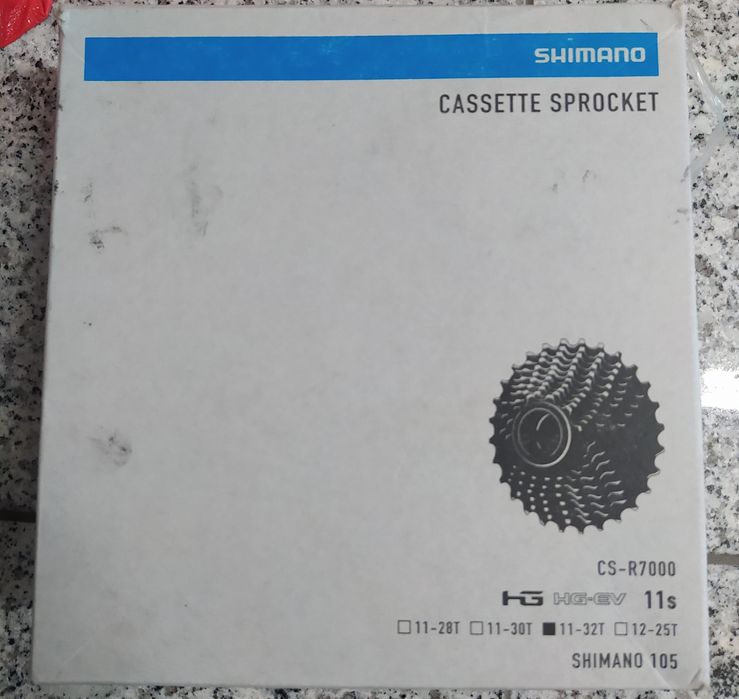 SHIMANO
CASSETTE SPROCKET
CS-R7000
HG HG-EV 11s
☐11-28T ☐11-30T ■11-32T ☐12-25T
SHIMANO 105